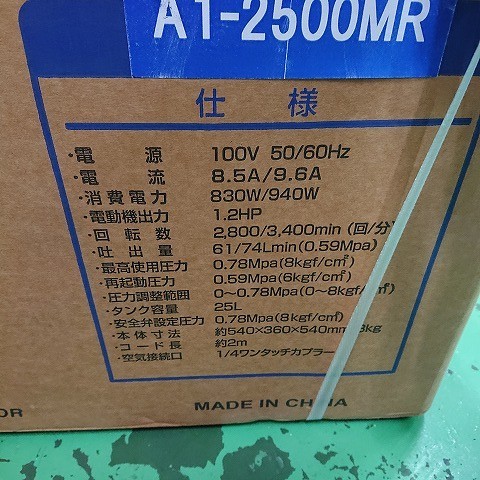 A1-2500MR
仕様
・電源 100V 50/60Hz
・電流 8.5A/9.6A
・消費電力 830W/940W
・電動機出力 1.2HP
・回転数 2,800/3,400min (回/分)
・吐出量 61/74Lmin (0.59Mpa)
・最高使用圧力 0.78Mpa(8kgf/c㎡)
・再起動圧力 0.59Mpa(6kgf/c㎡)
・圧力調整範囲 0〜0.78Mpa(0〜8kgf/
・タンク容量 25L
・安全弁設定圧力 0.78Mpa(8kgf/c㎡)
・本体寸法 約540×360×540mm
・コード長 約2m
・空気接続口 1/4ワンタッチカプラー
OR MADE IN CHINA